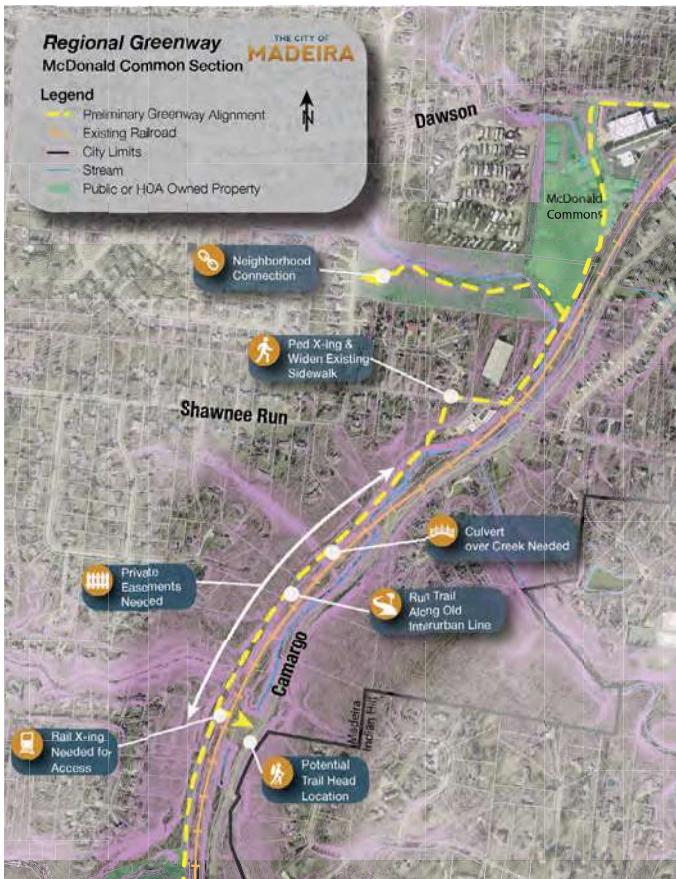 Regional Greenway
McDonald Common Section
THE CITY OF
MADEIRA
Legend
Preliminary Greenway Alignment
Existing Railroad
City Limits
Stream
Public or HOA Owned Property
N
Dawson
McDonald
Commons
Neighborhood
Connection
Ped X-ing &
Widen Existing
Sidewalk
Shawnee Run
Culvert
over Creek Needed
Private
Easements
Needed
Run Trail
Along Old
Interurban Line
Camargo
Madeira
Indian Hill
Rail X-ing
Needed for
Access
Potential
Trail Head
Location